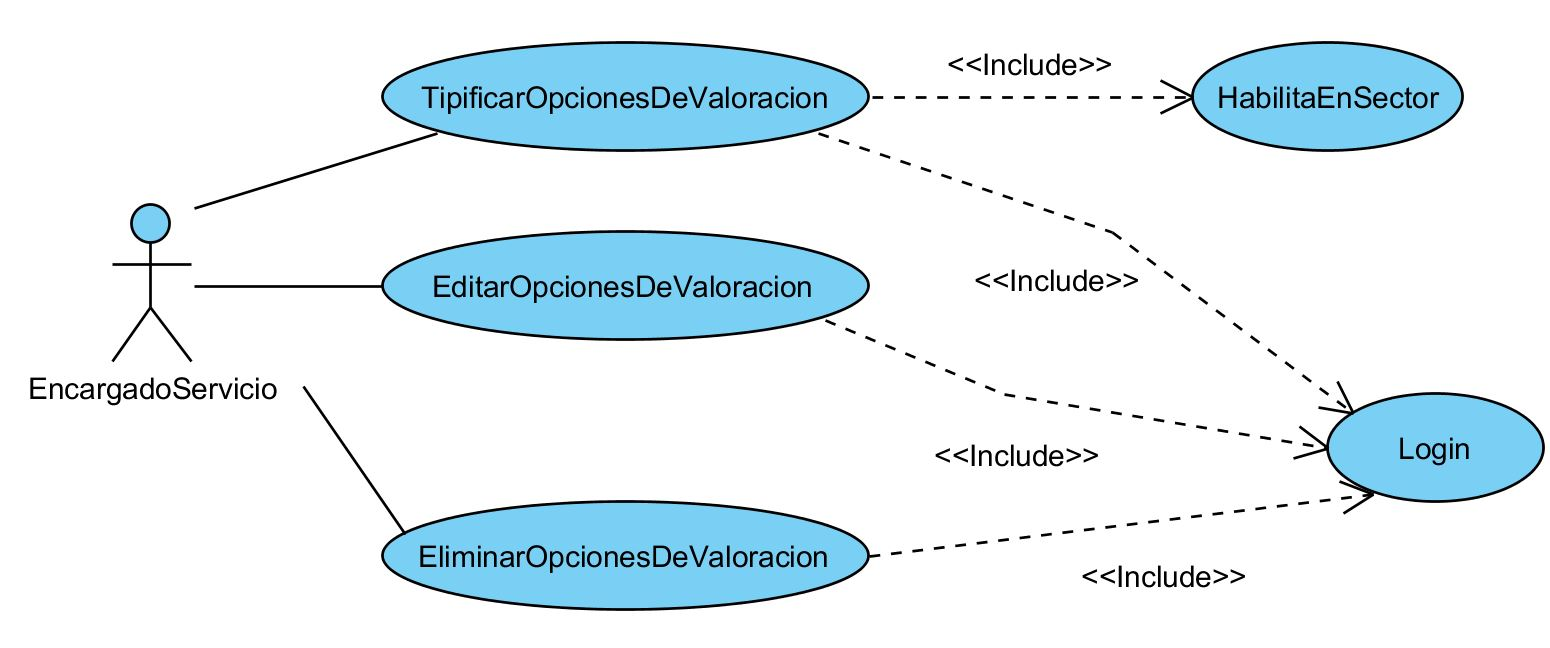 <<Include>>
TipificarOpcionesDeValoracion
HabilitaEnSector
<<Include>>
EditarOpcionesDeValoracion
EncargadoServicio
<<Include>>
Login
EliminarOpcionesDeValoracion
<<Include>>